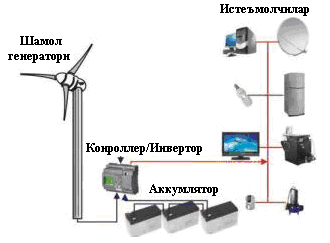 Истеъмолчилар
Шамол
генератори
Конроллер/Инвертор
Аккумлятор